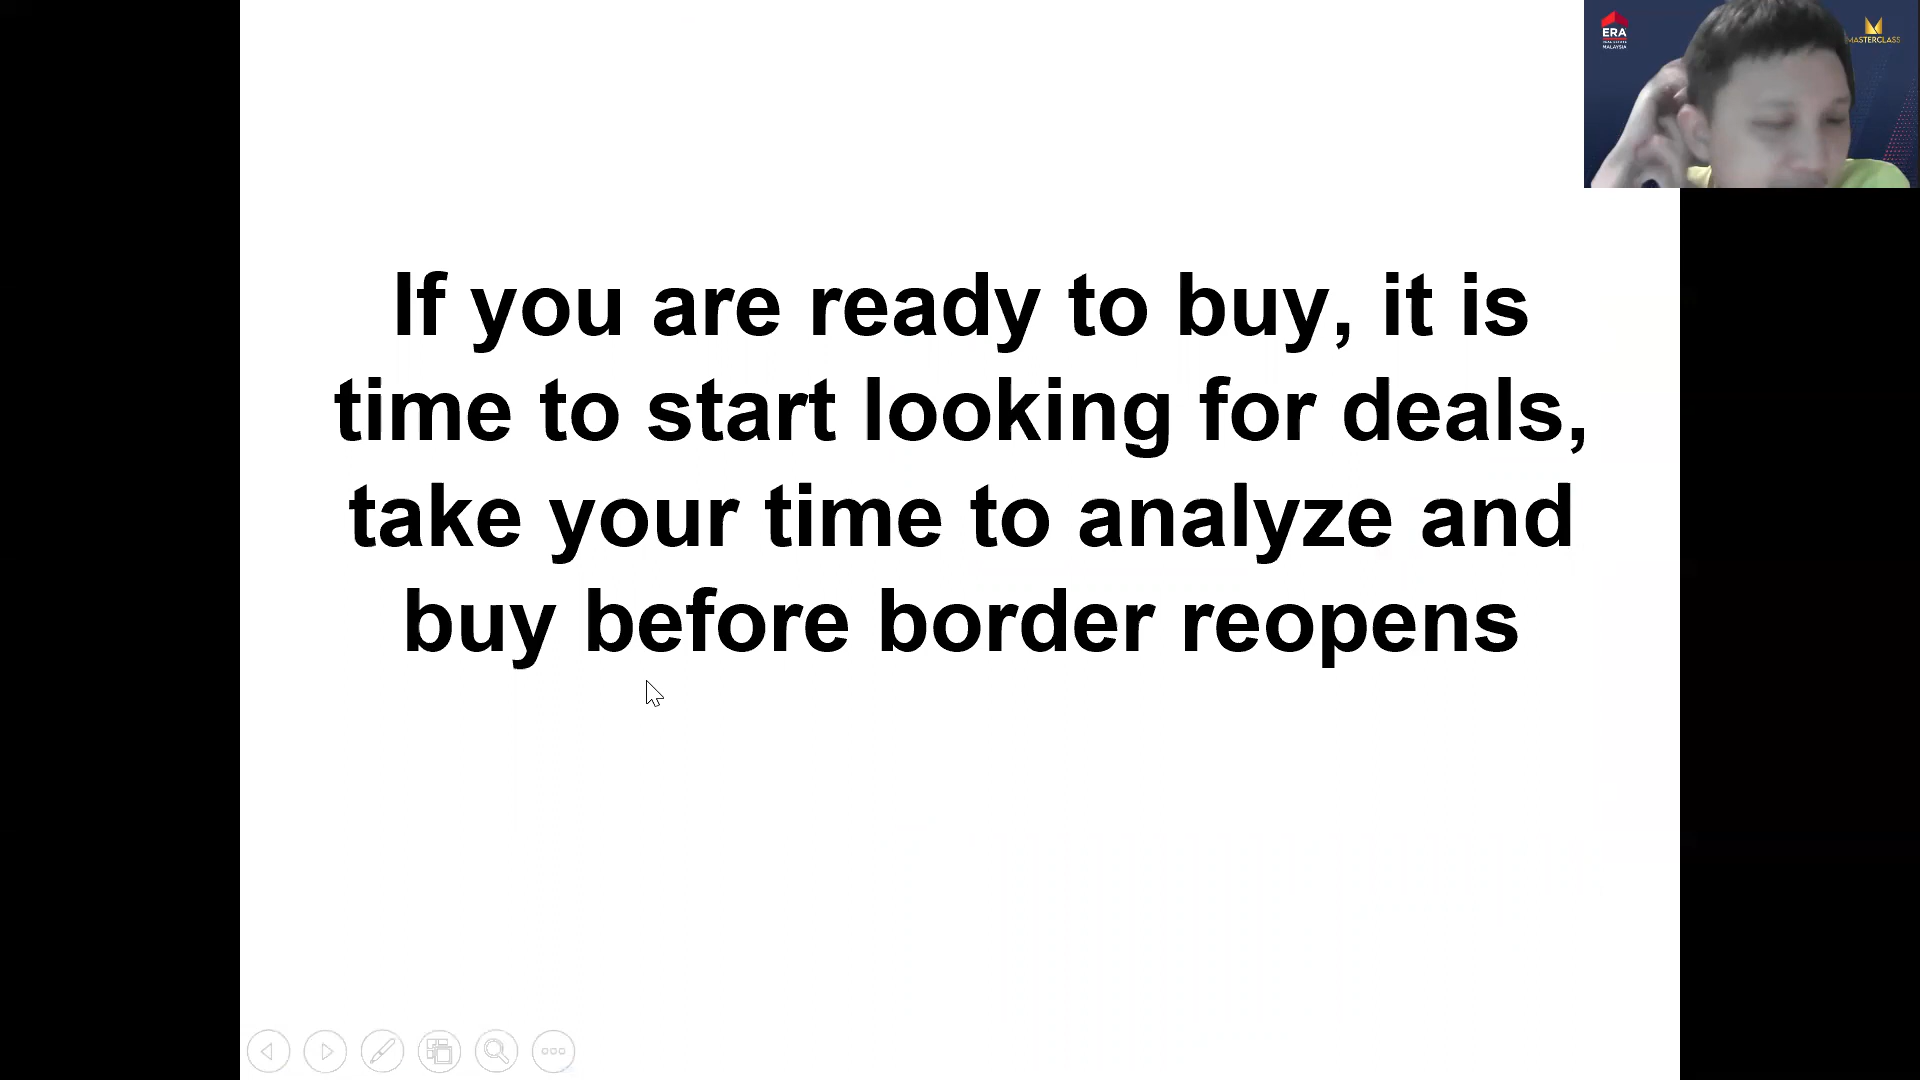 ERA
MALAYSIA
MASTERCLASS
If you are ready to buy, it is
time to start looking for deals,
take your time to analyze and
buy before border reopens